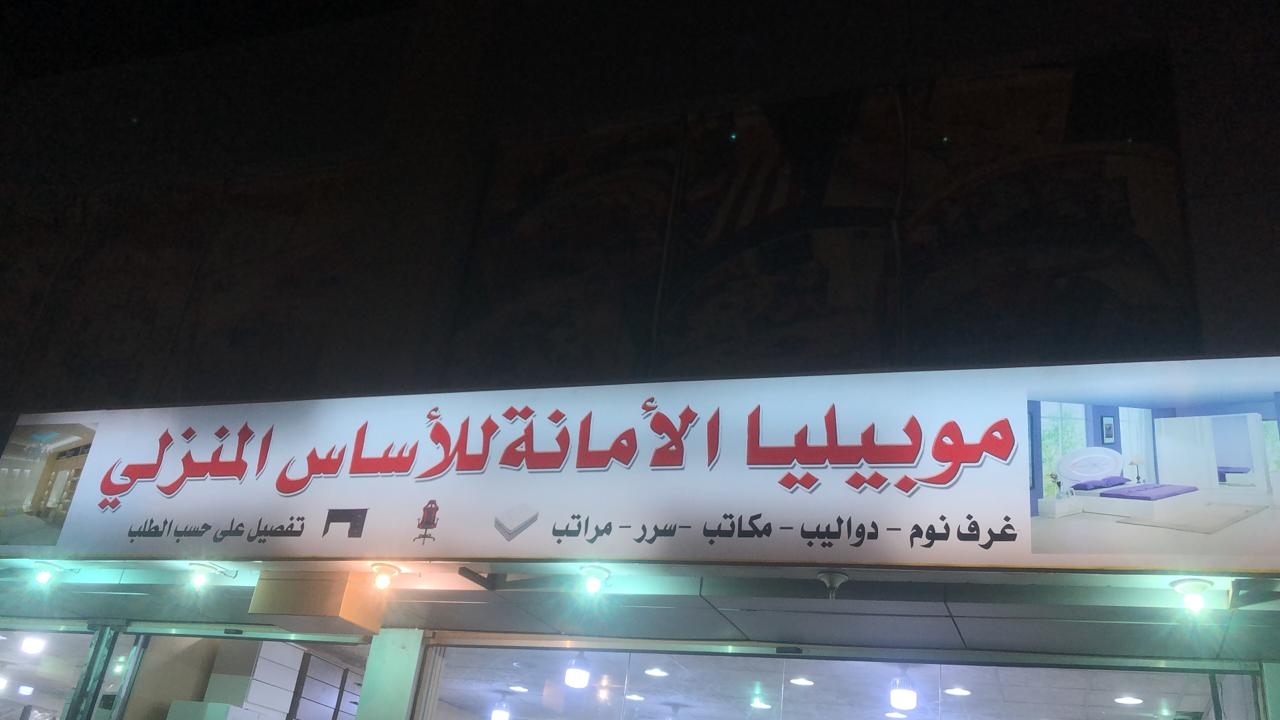 موبيليا الأمانة للأساس المنزلي
غرف نوم - دواليب - مكاتب - سرر - مراتب
تفصيل على حسب الطلب